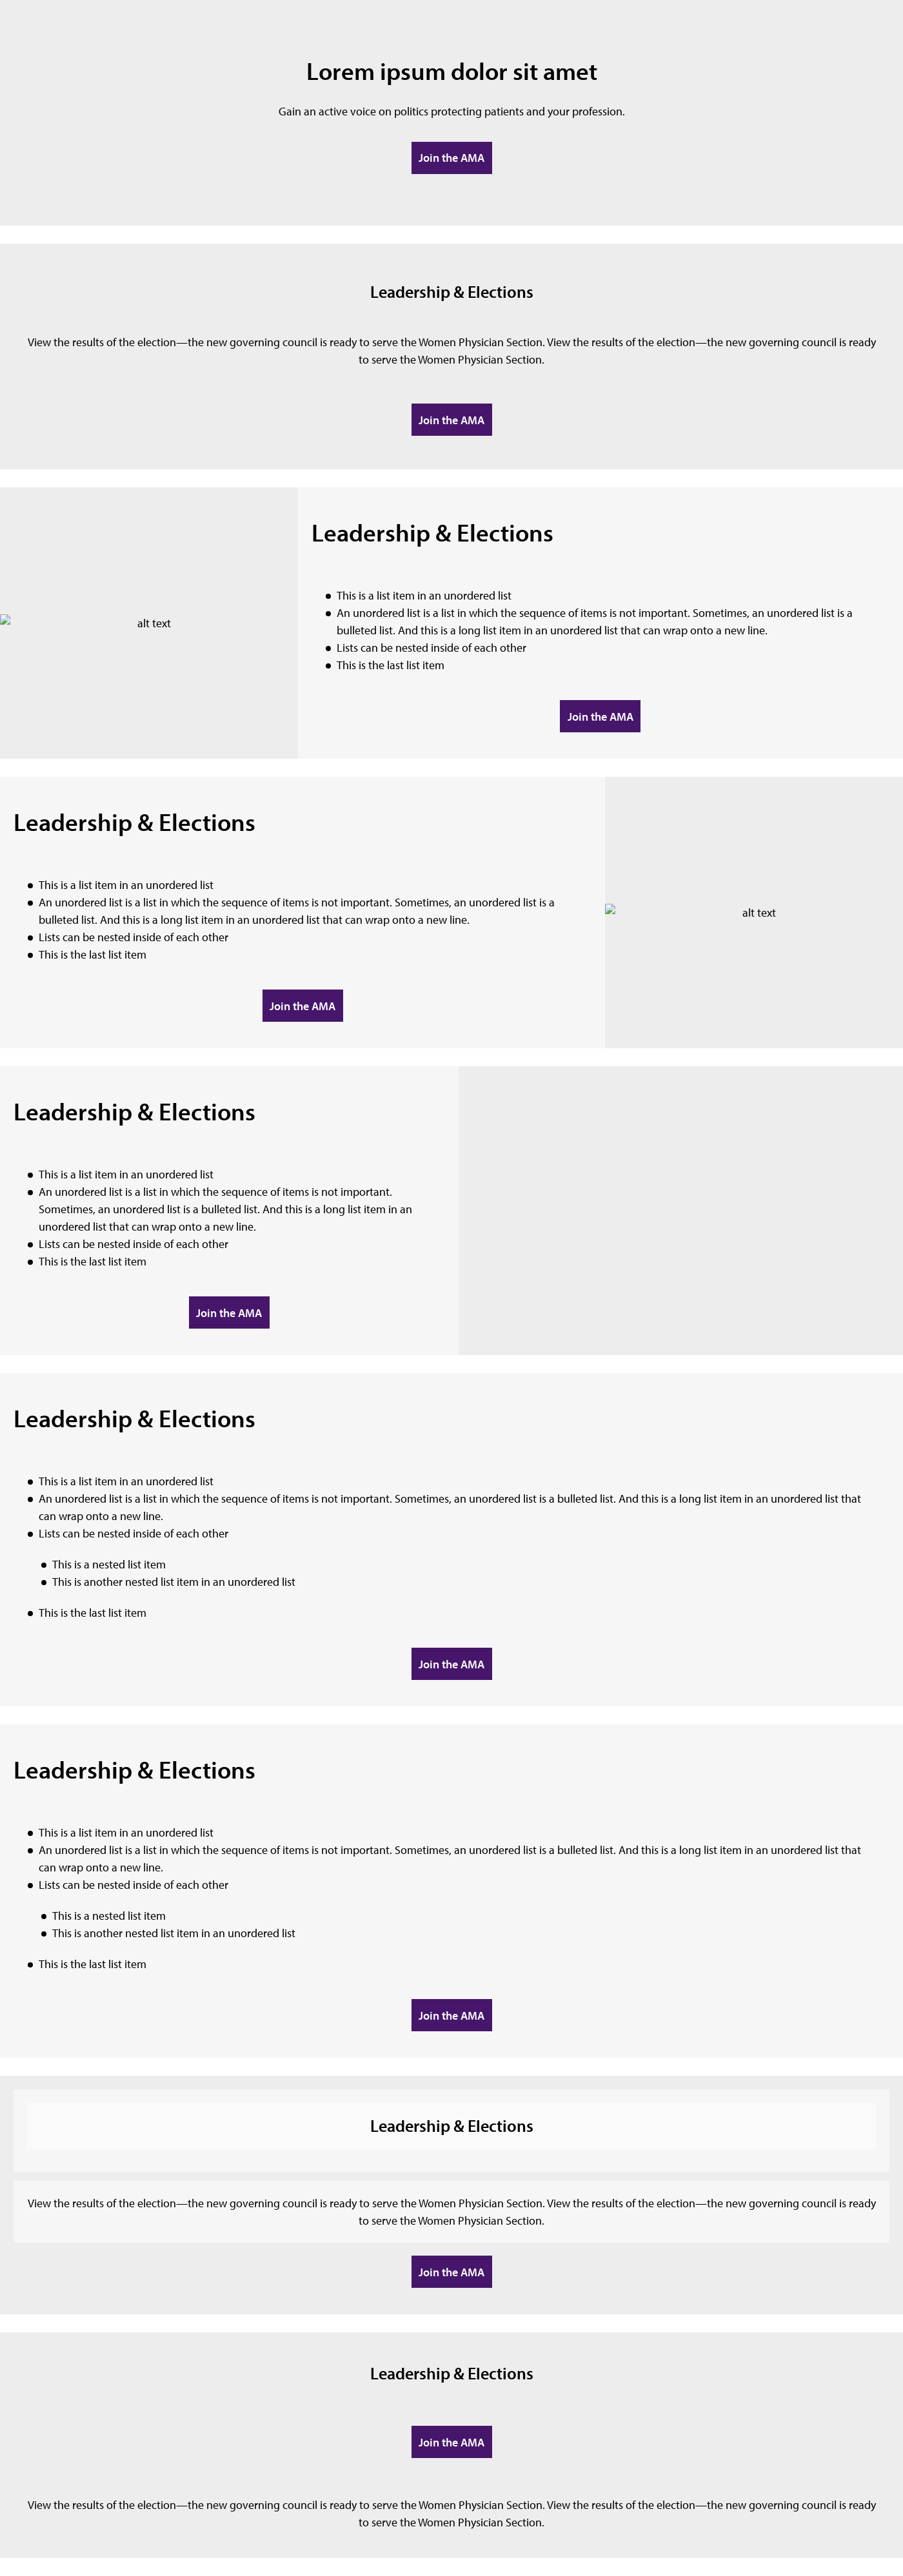 Lorem ipsum dolor sit amet
Gain an active voice on politics protecting patients and your profession.
Join the AMA
Leadership & Elections
View the results of the election—the new governing council is ready to serve the Women Physician Section. View the results of the election—the new governing council is ready
to serve the Women Physician Section.
Join the AMA
alt text
Leadership & Elections
This is a list item in an unordered list
An unordered list is a list in which the sequence of items is not important. Sometimes, an unordered list is a
bulleted list. And this is a long list item in an unordered list that can wrap onto a new line.
Lists can be nested inside of each other
This is the last list item
Join the AMA
Leadership & Elections
This is a list item in an unordered list
An unordered list is a list in which the sequence of items is not important. Sometimes, an unordered list is a
bulleted list. And this is a long list item in an unordered list that can wrap onto a new line.
Lists can be nested inside of each other
This is the last list item
Join the AMA
alt text
Leadership & Elections
This is a list item in an unordered list
An unordered list is a list in which the sequence of items is not important.
Sometimes, an unordered list is a bulleted list. And this is a long list item in an
unordered list that can wrap onto a new line.
Lists can be nested inside of each other
This is the last list item
Join the AMA
Leadership & Elections
This is a list item in an unordered list
An unordered list is a list in which the sequence of items is not important. Sometimes, an unordered list is a bulleted list. And this is a long list item in an unordered list that
can wrap onto a new line.
Lists can be nested inside of each other
This is a nested list item
This is another nested list item in an unordered list
This is the last list item
Join the AMA
Leadership & Elections
This is a list item in an unordered list
An unordered list is a list in which the sequence of items is not important. Sometimes, an unordered list is a bulleted list. And this is a long list item in an unordered list that
can wrap onto a new line.
Lists can be nested inside of each other
This is a nested list item
This is another nested list item in an unordered list
This is the last list item
Join the AMA
Leadership & Elections
View the results of the election—the new governing council is ready to serve the Women Physician Section. View the results of the election—the new governing council is ready
to serve the Women Physician Section.
Join the AMA
Leadership & Elections
Join the AMA
View the results of the election—the new governing council is ready to serve the Women Physician Section. View the results of the election—the new governing council is ready
to serve the Women Physician Section.